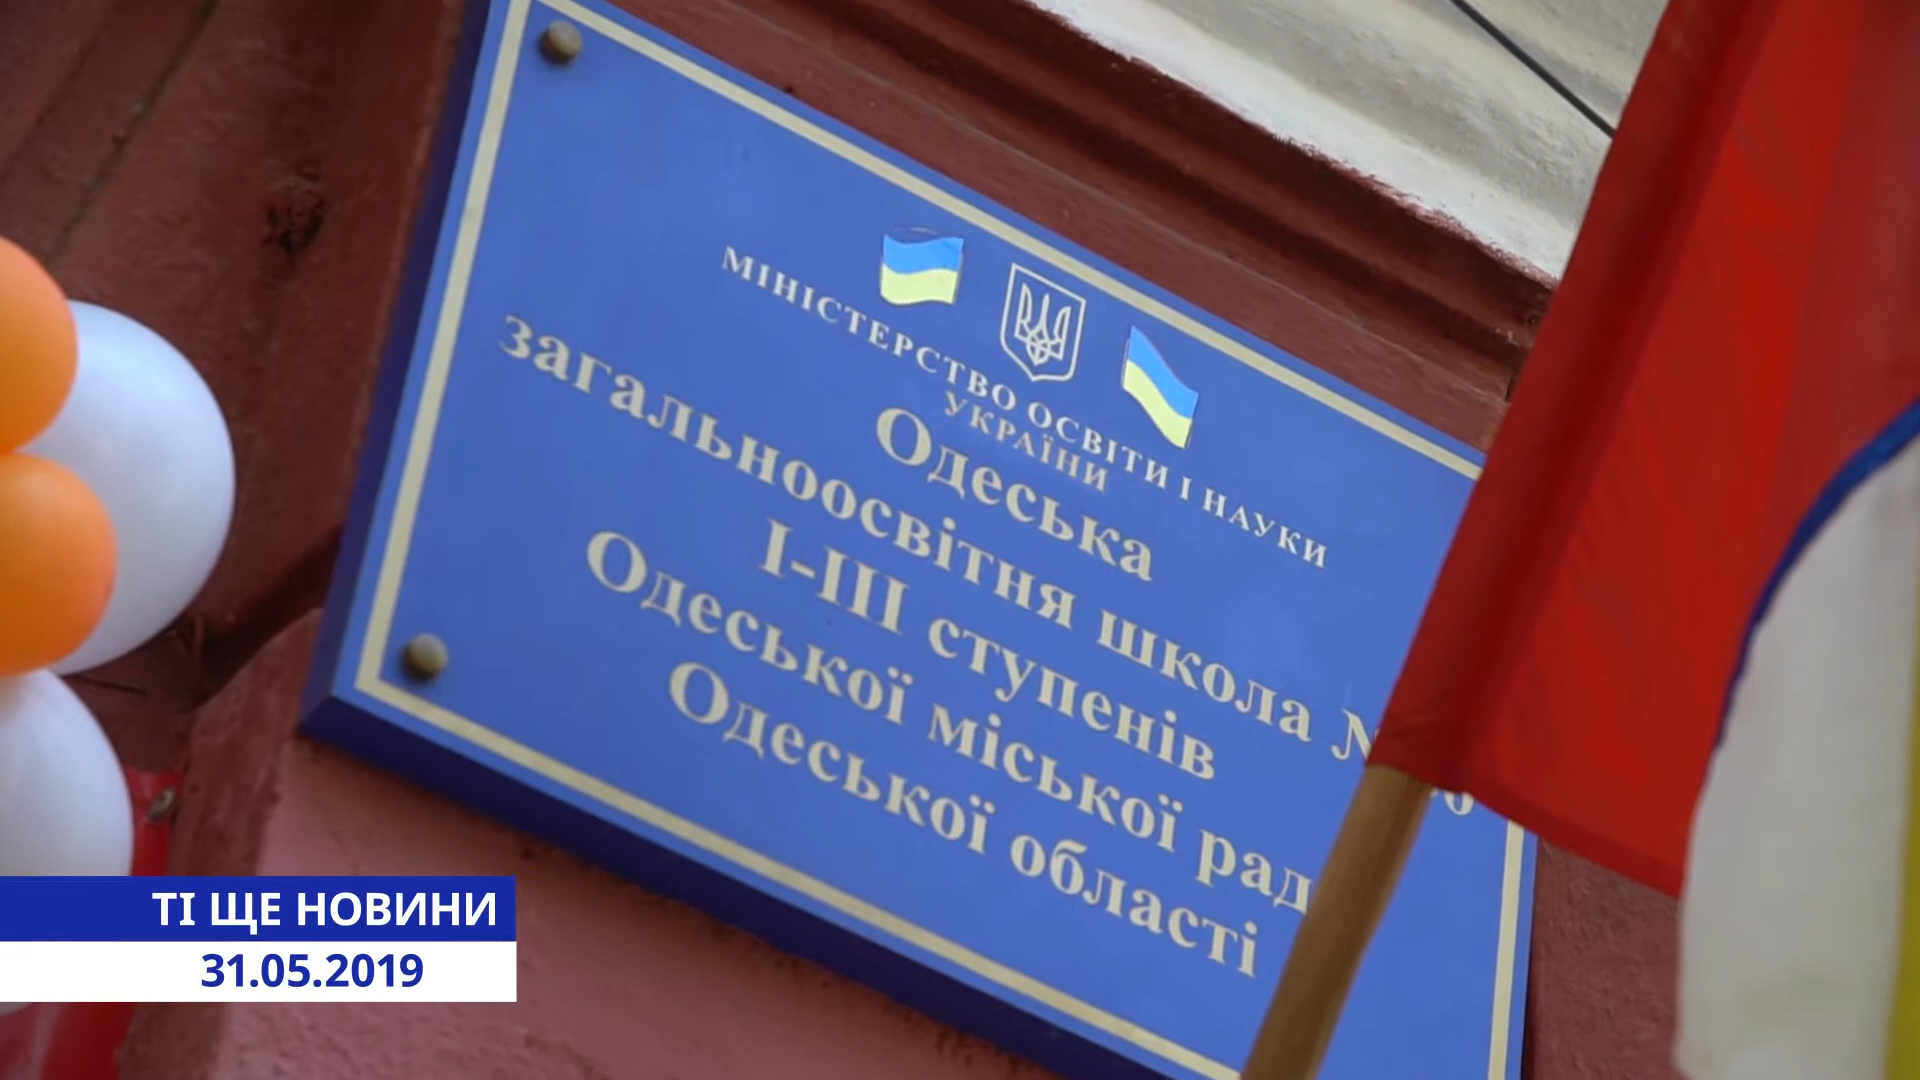 МІНІСТЕРСТВО ОСВІТИ І НАУКИ
УКРАЇНИ
Одеська
загальноосвітня школа
І-ІІІ ступенів
Одеської міської
Одеської області
ТІ ЩЕ НОВИНИ
31.05.2019